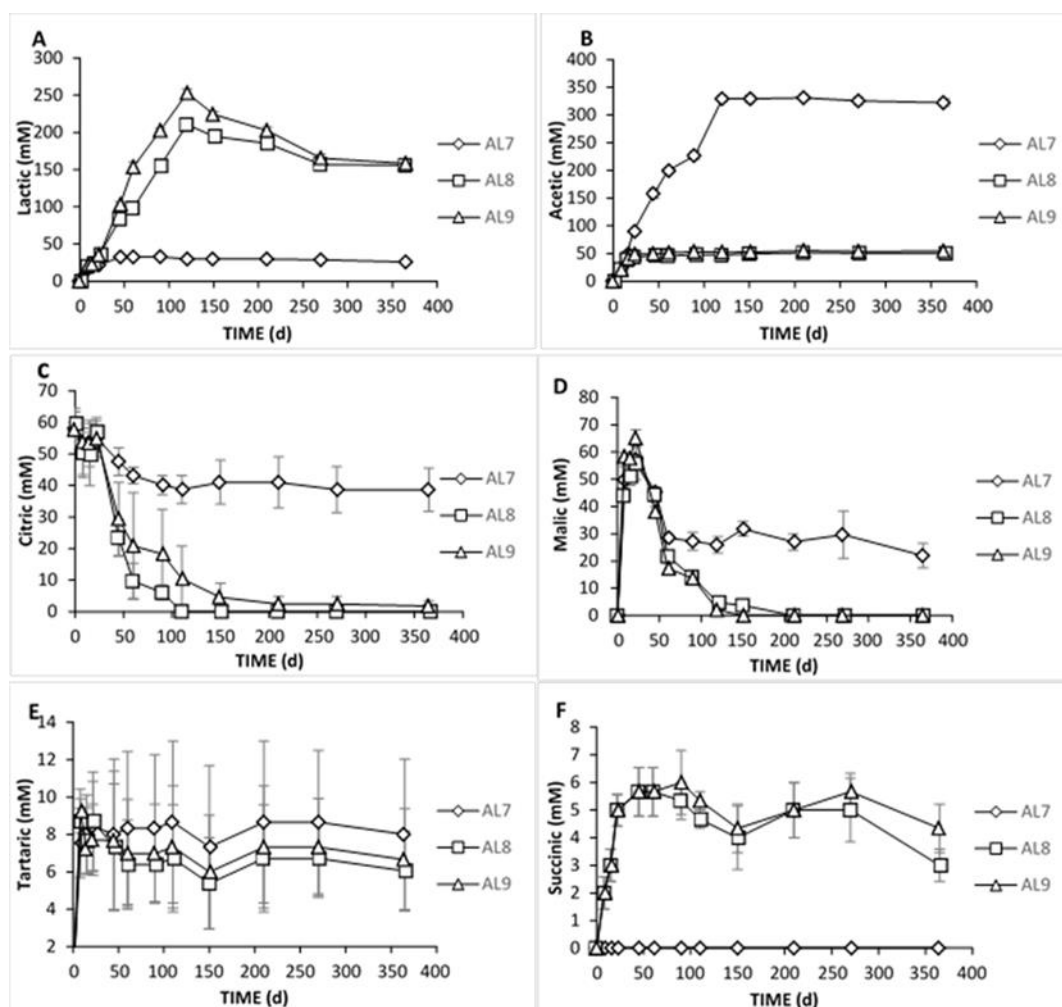 A
300
250
200
150
100
50
0
Lactic (mM)
0 50 100 150 200 250 300 350 400
TIME (d)
AL7
AL8
AL9
B
400
350
300
250
200
150
100
50
0
Acetic (mM)
0 50 100 150 200 250 300 350 400
TIME (d)
AL7
AL8
AL9
C
70
60
50
40
30
20
10
0
Citric (mM)
0 50 100 150 200 250 300 350 400
TIME (d)
AL7
AL8
AL9
D
80
70
60
50
40
30
20
10
0
Malic (mM)
0 50 100 150 200 250 300 350 400
TIME (d)
AL7
AL8
AL9
E
14
12
10
8
6
4
2
Tartaric (mM)
0 50 100 150 200 250 300 350 400
TIME (d)
AL7
AL8
AL9
F
8
7
6
5
4
3
2
1
0
Succinic (mM)
0 50 100 150 200 250 300 350 400
TIME (d)
AL7
AL8
AL9